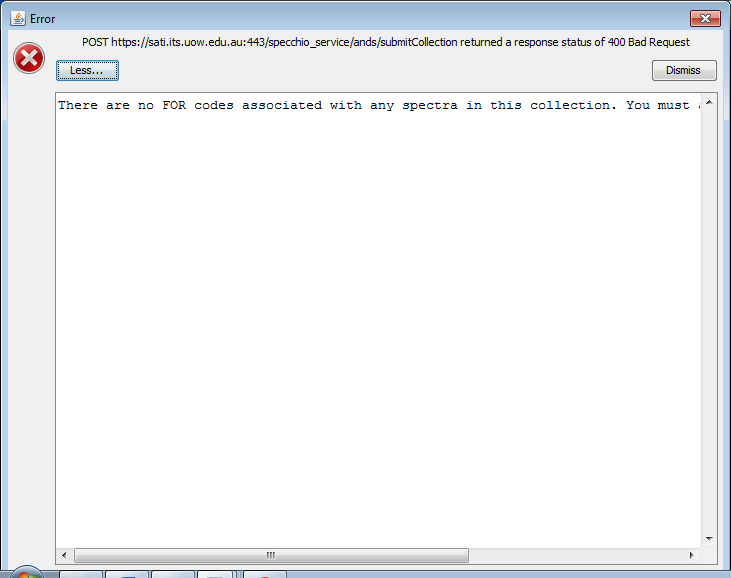 Error
POST https://sati.its.uow.edu.au:443/specchio_service/ands/submitCollection returned a response status of 400 Bad Request
Less...
Dismiss
There are no FOR codes associated with any spectra in this collection. You must